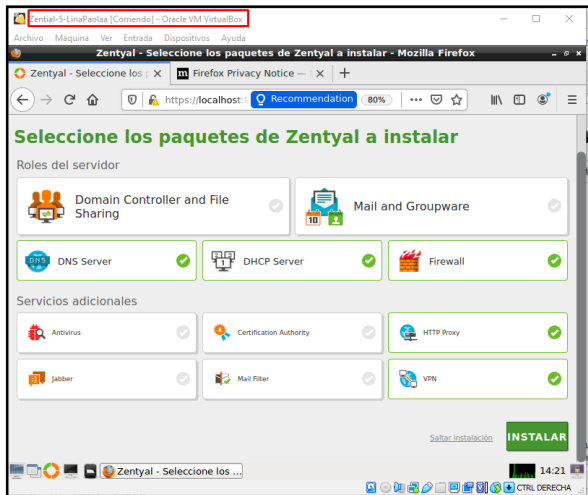 Zential-5-LinaPaolaa [Corriendo] - Oracle VM VirtualBox
Archivo Máquina Ver Entrada Dispositivos Ayuda
Zentyal - Seleccione los paquetes de Zentyal a instalar - Mozilla Firefox
Zentyal - Seleccione los p
Firefox Privacy Notice —
https://localhost:
Recommendation
80%
Seleccione los paquetes de Zentyal a instalar
Roles del servidor
Domain Controller and File
Sharing
10
Mail and Groupware
DNS
DNS Server
1
DHCP Server
Firewall
Servicios adicionales
Antivirus
Certification Authority
HTTP Proxy
Jabber
Mail Filter
VPN
Saltar instalación
INSTALAR
Zentyal - Seleccione los ...
14:21
CTRL DERECHA